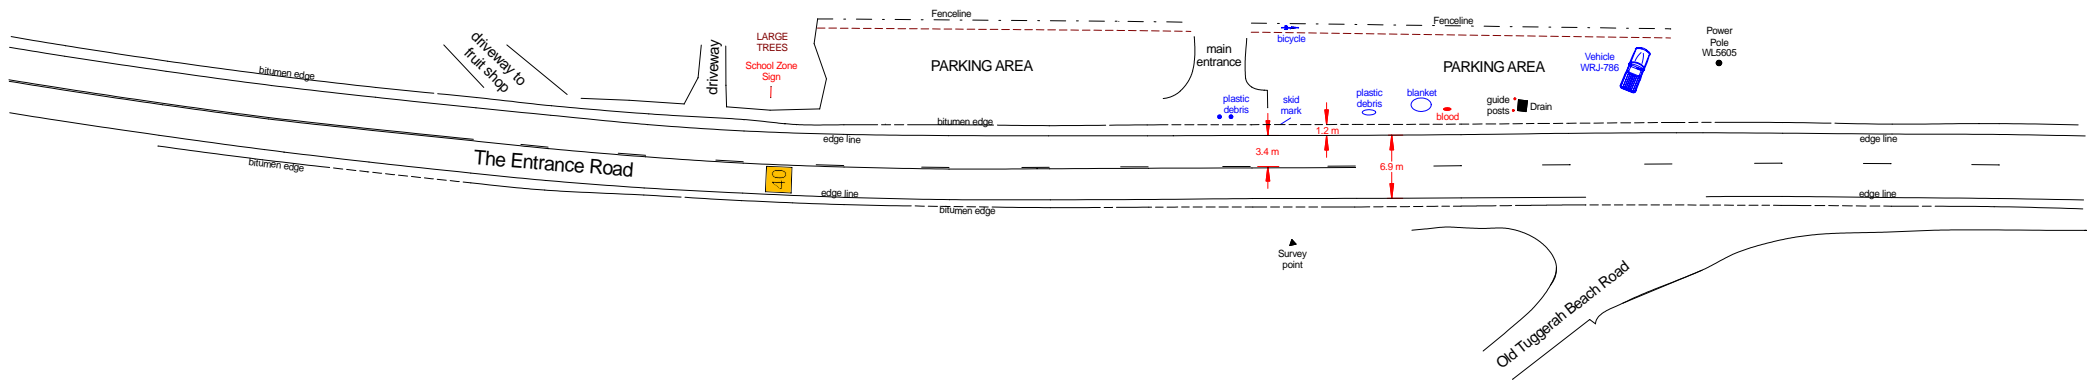 Fenceline
Fenceline
LARGE
TREES
School Zone
Sign
driveway to
fruit shop
driveway
PARKING AREA
main
entrance
bicycle
PARKING AREA
Vehicle
WRJ-786
Power
Pole
WL5605
bitumen edge
plastic
debris
skid
mark
plastic
debris
blanket
blood
guide
posts
Drain
bitumen edge
edge line
1.2 m
edge line
3.4 m
6.9 m
The Entrance Road
bitumen edge
40
edge line
edge line
bitumen edge
Survey
point
Old Tuggerah Beach Road